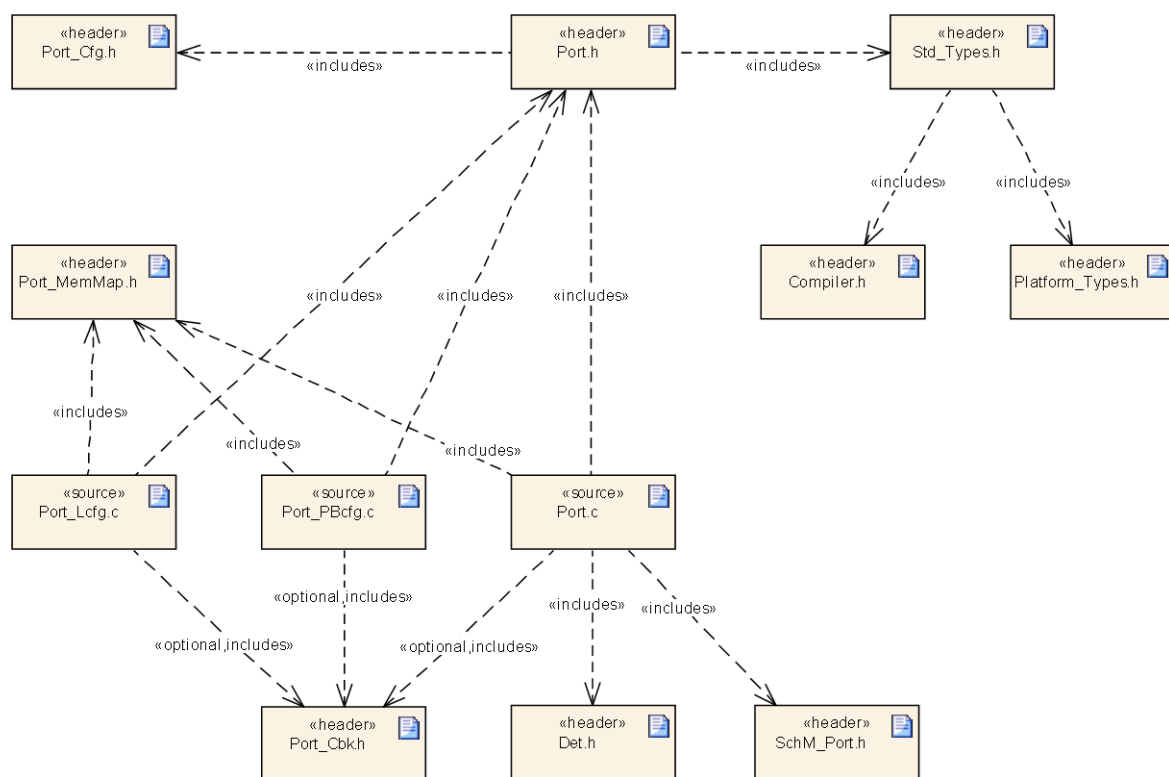 «header»
Port_Cfg.h
«header»
Port.h
«header»
Std_Types.h
«includes»
«includes»
«includes»
«includes»
«header»
Port_MemMap.h
«header»
Compiler.h
«header»
Platform_Types.h
«includes»
«includes»
«includes»
«includes»
«includes»
«includes»
«source»
Port_Lcfg.c
«source»
Port_PBcfg.c
«source»
Port.c
«optional,includes»
«includes»
«includes»
«optional,includes»
«optional,includes»
«header»
Port_Cbk.h
«header»
Det.h
«header»
SchM_Port.h